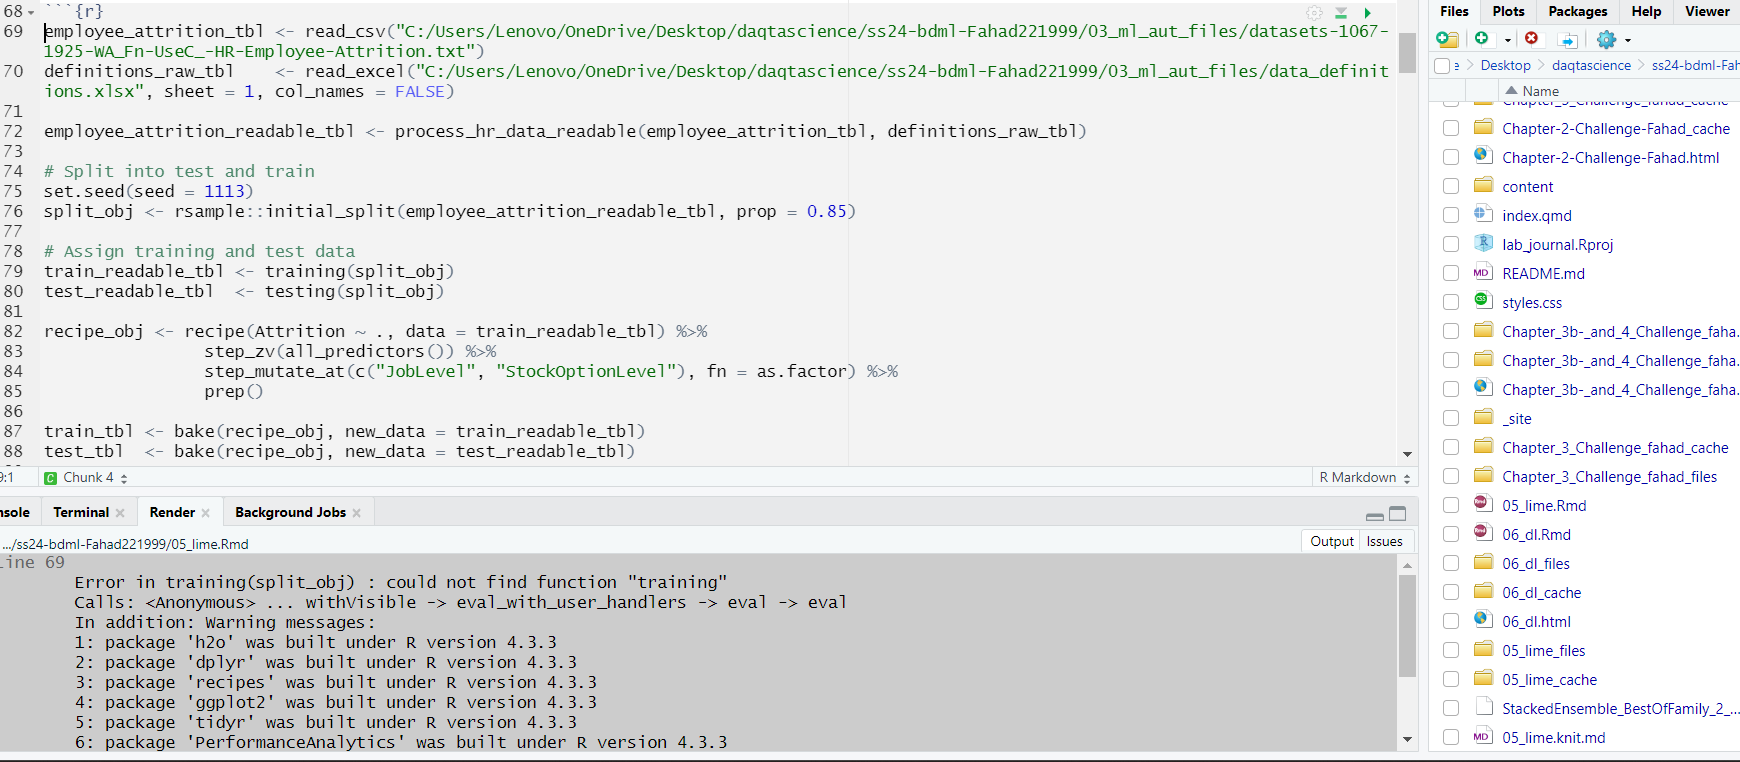 68 ```{r}
69 employee_attrition_tbl <- read_csv("C:/Users/Lenovo/OneDrive/Desktop/daqtascience/ss24-bdml-Fahad221999/03_ml_aut_files/datasets-1067-
1925-WA_Fn-UseC_-HR-Employee-Attrition.txt")
70 definitions_raw_tbl    <- read_excel("C:/Users/Lenovo/OneDrive/Desktop/daqtascience/ss24-bdml-Fahad221999/03_ml_aut_files/data_definit
ions.xlsx", sheet = 1, col_names = FALSE)
71
72 employee_attrition_readable_tbl <- process_hr_data_readable(employee_attrition_tbl, definitions_raw_tbl)
73
74 # Split into test and train
75 set.seed(seed = 1113)
76 split_obj <- rsample::initial_split(employee_attrition_readable_tbl, prop = 0.85)
77
78 # Assign training and test data
79 train_readable_tbl <- training(split_obj)
80 test_readable_tbl  <- testing(split_obj)
81
82 recipe_obj <- recipe(Attrition ~ ., data = train_readable_tbl) %>%
83                 step_zv(all_predictors()) %>%
84                 step_mutate_at(c("JobLevel", "StockOptionLevel"), fn = as.factor) %>%
85                 prep()
86
87 train_tbl <- bake(recipe_obj, new_data = train_readable_tbl)
88 test_tbl  <- bake(recipe_obj, new_data = test_readable_tbl)
9:1 Chunk 4 R Markdown
nsole Terminal Render Background Jobs
.../ss24-bdml-Fahad221999/05_lime.Rmd Output Issues
ine 69
Error in training(split_obj) : could not find function "training"
Calls: <Anonymous> ... withVisible -> eval_with_user_handlers -> eval -> eval
In addition: Warning messages:
1: package 'h2o' was built under R version 4.3.3
2: package 'dplyr' was built under R version 4.3.3
3: package 'recipes' was built under R version 4.3.3
4: package 'ggplot2' was built under R version 4.3.3
5: package 'tidyr' was built under R version 4.3.3
6: package 'PerformanceAnalytics' was built under R version 4.3.3
Files Plots Packages Help Viewer
e Desktop daqtascience ss24-bdml-Fah
Name
Chapter_3_Challenge_fahad_cache
Chapter-2-Challenge-Fahad_cache
Chapter-2-Challenge-Fahad.html
content
index.qmd
lab_journal.Rproj
README.md
styles.css
Chapter_3b-_and_4_Challenge_faha.
Chapter_3b-_and_4_Challenge_faha.
Chapter_3b-_and_4_Challenge_faha.
_site
Chapter_3_Challenge_fahad_cache
Chapter_3_Challenge_fahad_files
05_lime.Rmd
06_dl.Rmd
06_dl_files
06_dl_cache
06_dl.html
05_lime_files
05_lime_cache
StackedEnsemble_BestOfFamily_2_...
05_lime.knit.md